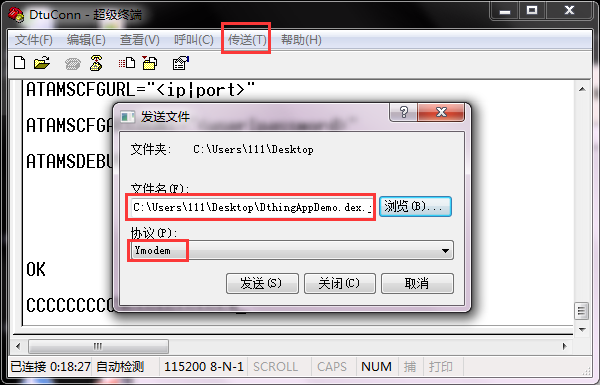 DtuConn - 超级终端
文件(F) 编辑(E) 查看(V) 呼叫(C) 传送(T) 帮助(H)
ATAMSCFGURL="<ip|port>"
发送文件
ATAMSCFGA
ATAMSDEBU
文件夹: C:\Users\111\Desktop
文件名(F):
C:\Users\111\Desktop\DthingAppDemo.dex. 浏览(B)...
协议(P):
Ymodem
发送(S) 关闭(C) 取消
OK
CCCCCCCCC
已连接 0:18:27 自动检测 115200 8-N-1 SCROLL CAPS NUM 捕 打印